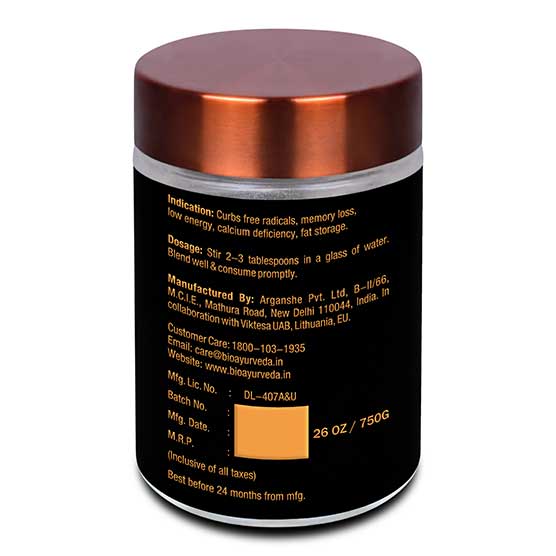 Indication: Curbs free radicals, memory loss,
low energy, calcium deficiency, fat storage.
Dosage: Stir 2–3 tablespoons in a glass of water.
Blend well & consume promptly.
Manufactured By: Arganshe Pvt. Ltd, B–II/66,
M.C.I.E., Mathura Road, New Delhi 110044, India. In
collaboration with Viktesa UAB, Lithuania, EU.
Customer Care: 1800–103–1935
Email: care@bioayurveda.in
Website: www.bioayurveda.in
Mfg. Lic. No. : DL–407A&U
Batch No. :
Mfg. Date. :
M.R.P. :
26 OZ / 750G
(Inclusive of all taxes)
Best before 24 months from mfg.